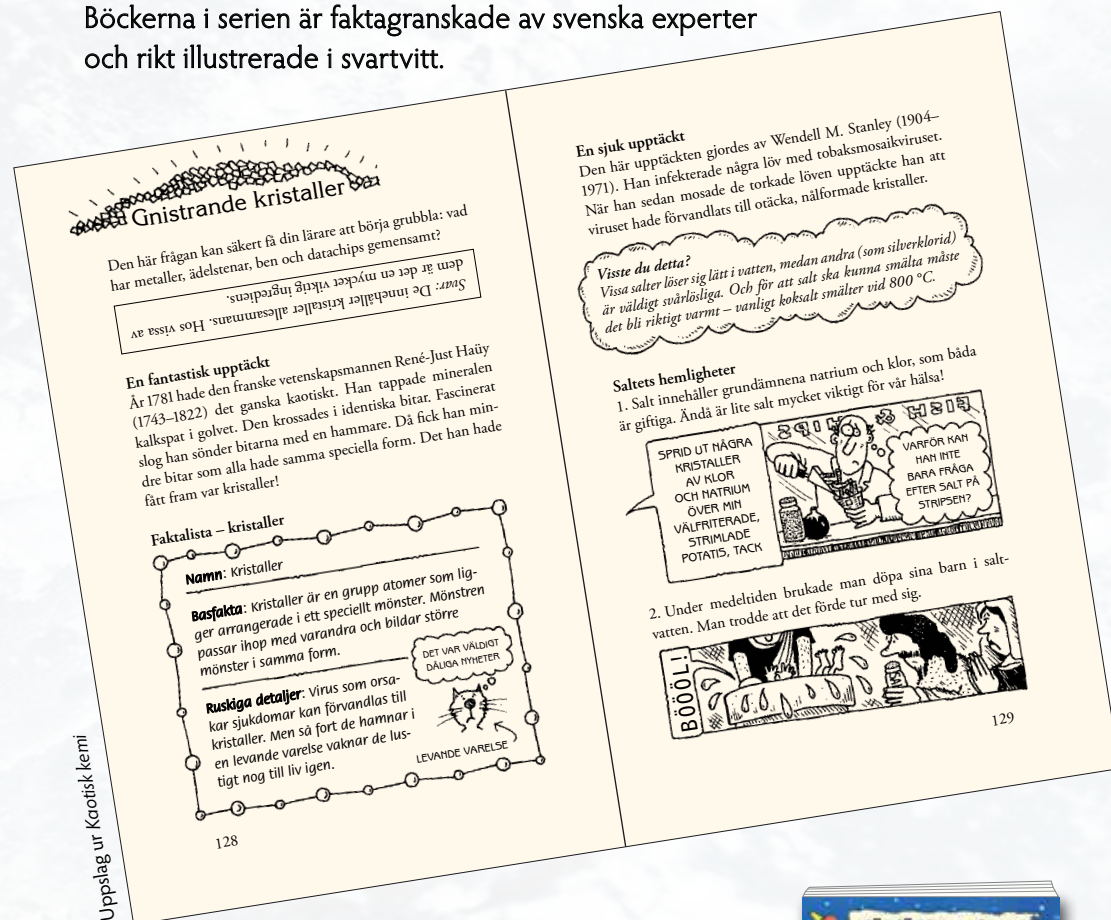 Böckerna i serien är faktagranskade av svenska experter
och rikt illustrerade i svartvitt.
Gnistrande kristaller
Den här frågan kan säkert få din lärare att börja grubbla: vad
har metaller, ädelstenar, ben och datachips gemensamt?
Svar: De innehåller kristaller allesammans. Hos vissa av
dem är det en mycket viktig ingrediens.
En fantastisk upptäckt
År 1781 hade den franske vetenskapsmannen René-Just Haüy
(1743–1822) det ganska kaotiskt. Han tappade mineralen
kalkspat i golvet. Den krossades i identiska bitar. Fascinerat
slog han sönder bitarna med en hammare. Då fick han min-
dre bitar som alla hade samma speciella form. Det han hade
fått fram var kristaller!
Faktalista – kristaller
Namn: Kristaller
Basfakta: Kristaller är en grupp atomer som lig-
ger arrangerade i ett speciellt mönster. Mönstren
passar ihop med varandra och bildar större
mönster i samma form.
Ruskiga detaljer: Virus som orsa-
kar sjukdomar kan förvandlas till
kristaller. Men så fort de hamnar i
en levande varelse vaknar de lus-
tigt nog till liv igen.
DET VAR VÄLDIGT
DÅLIGA NYHETER
LEVANDE VARELSE
128
En sjuk upptäckt
Den här upptäckten gjordes av Wendell M. Stanley (1904–
1971). Han infekterade några löv med tobaksmosaikviruset.
När han sedan mosade de torkade löven upptäckte han att
viruset hade förvandlats till otäcka, nålformade kristaller.
Visste du detta?
Vissa salter löser sig lätt i vatten, medan andra (som silverklorid)
är väldigt svårlösliga. Och för att salt ska kunna smälta måste
det bli riktigt varmt – vanligt koksalt smälter vid 800 °C.
Saltets hemligheter
1. Salt innehåller grundämnena natrium och klor, som båda
är giftiga. Ändå är lite salt mycket viktigt för vår hälsa!
SPRID UT NÅGRA
KRISTALLER
AV KLOR
OCH NATRIUM
ÖVER MIN
VÄLFRITERADE,
STRIMLADE
POTATIS, TACK
VARFÖR KAN
HAN INTE
BARA FRÅGA
EFTER SALT PÅ
STRIPSEN?
2. Under medeltiden brukade man döpa sina barn i salt-
vatten. Man trodde att det förde tur med sig.
BÖÖÖL!
129
Uppslag ur Kaotisk kemi